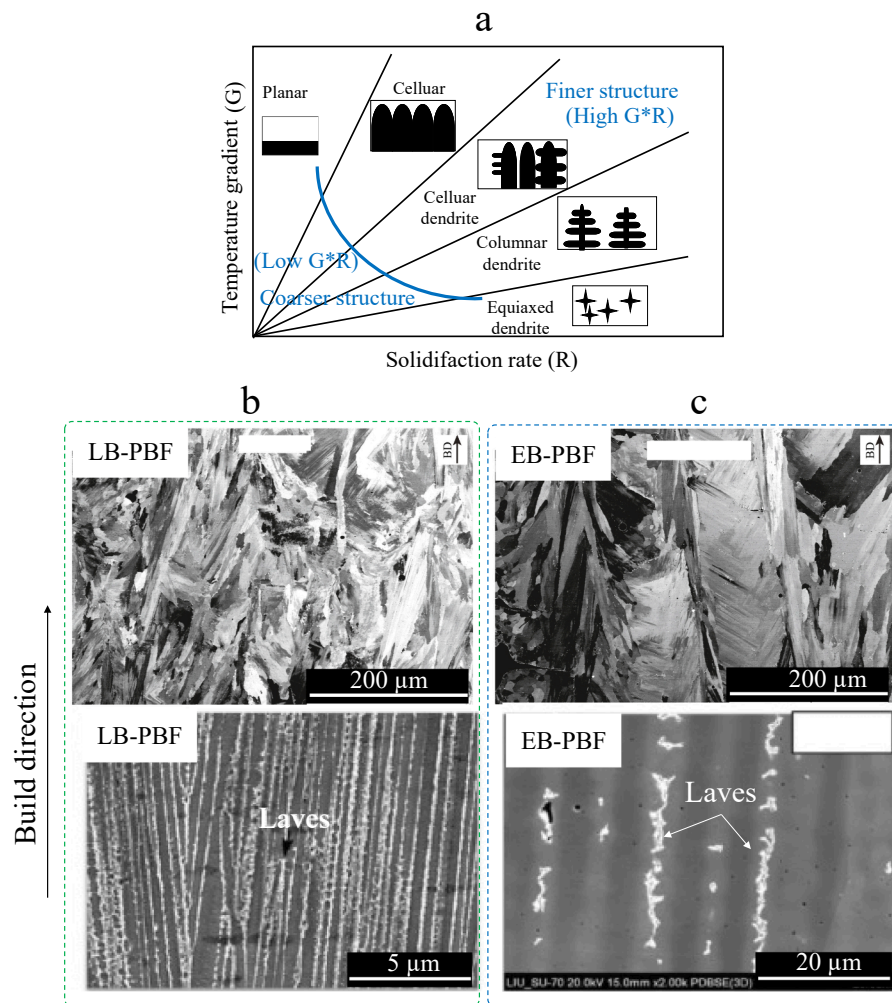 a
Temperature gradient (G)
Planar
Celluar
Finer structure
(High G*R)
Celluar
dendrite
(Low G*R)
Columnar
dendrite
Coarser structure
Equiaxed
dendrite
Solidifaction rate (R)
b
c
Build direction
LB-PBF
BD
200 µm
EB-PBF
BD
200 µm
LB-PBF
Laves
5 µm
EB-PBF
Laves
20 µm
LIU_SU-70 20.0kV 15.0mm x2.00k PDBSE(3D)